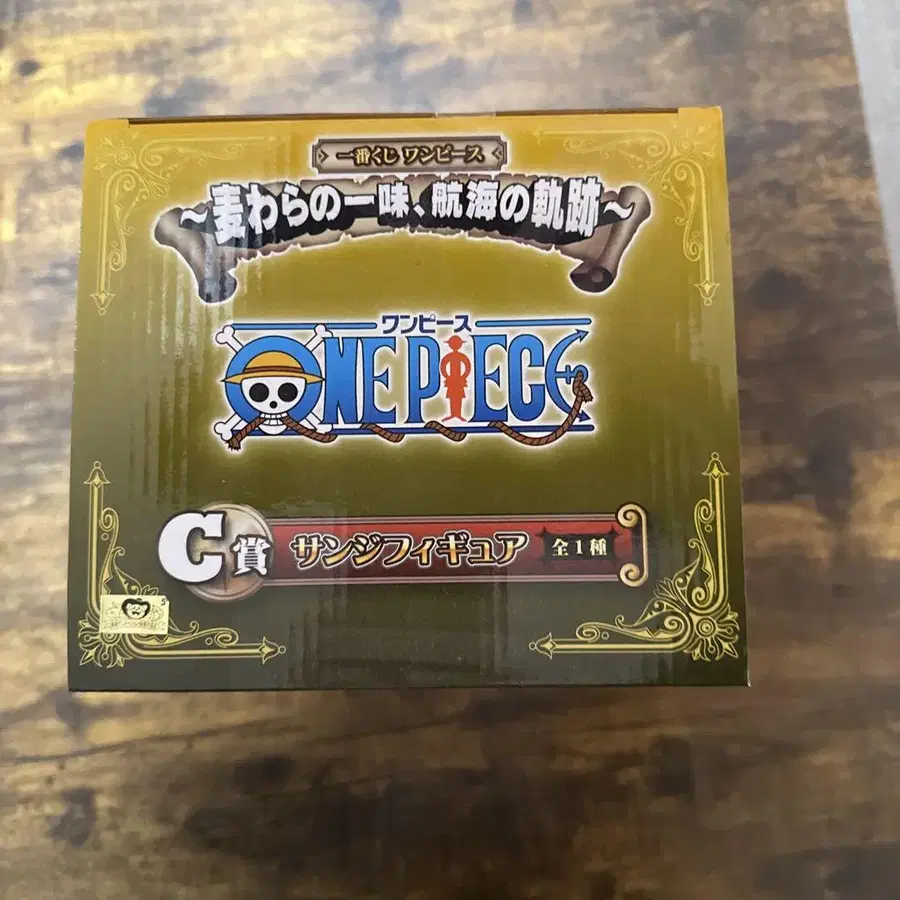 一番くじ ワンピース
～麦わらの一味、航海の軌跡～
ワンピース
ONE PIECE
C賞 サンジフィギュア 全1種